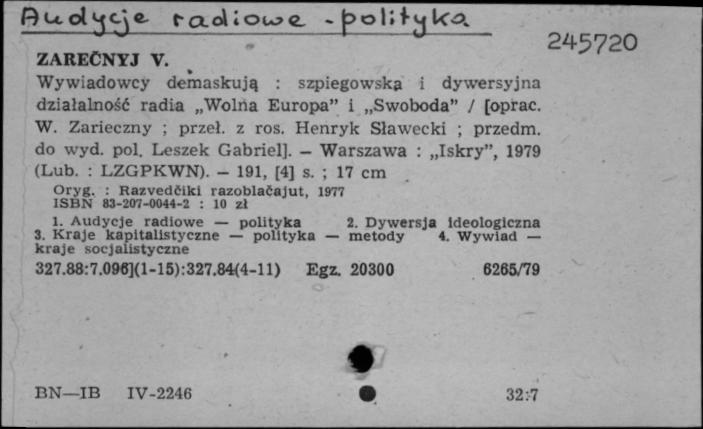 Audycje radiowe - polityka
245720
ZAREČNYJ V.
Wywiadowcy demaskują : szpiegowska i dywersyjna
działalność radia „Wolna Europa” i „Swoboda” / [oprac.
W. Zarieczny ; przeł. z ros. Henryk Sławecki ; przedm.
do wyd. pol. Leszek Gabriel]. — Warszawa : „Iskry”, 1979
(Lub. : LZGPKWN). — 191, [4] s. ; 17 cm
Oryg. : Razvedčiki razoblačajut, 1977
ISBN 83-207-0044-2 : 10 zł
1. Audycje radiowe — polityka 2. Dywersja ideologiczna
3. Kraje kapitalistyczne — polityka — metody 4. Wywiad —
kraje socjalistyczne
327.88:7.096](1-15):327.84(4-11) Egz. 20300 6265/79
BN—IB IV-2246 32:7